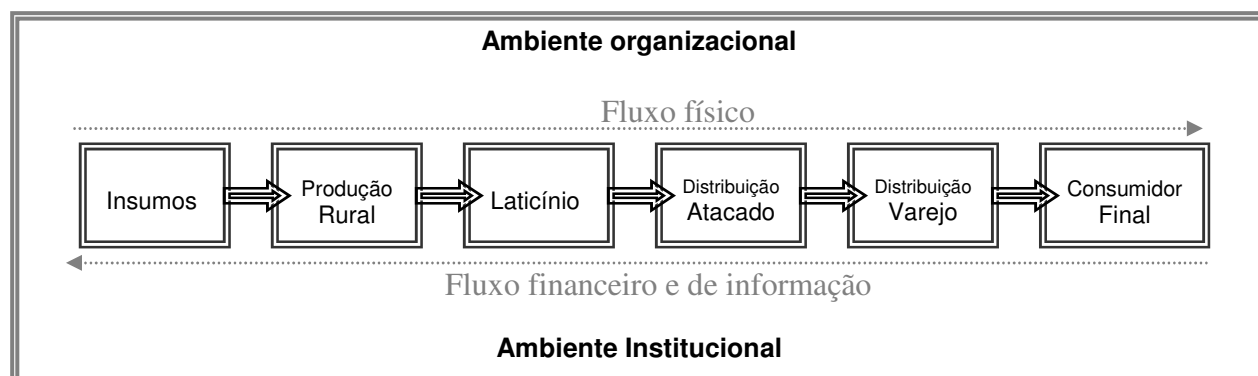 Ambiente organizacional
Fluxo físico
Insumos
Produção
Rural
Laticínio
Distribuição
Atacado
Distribuição
Varejo
Consumidor
Final
Fluxo financeiro e de informação
Ambiente Institucional